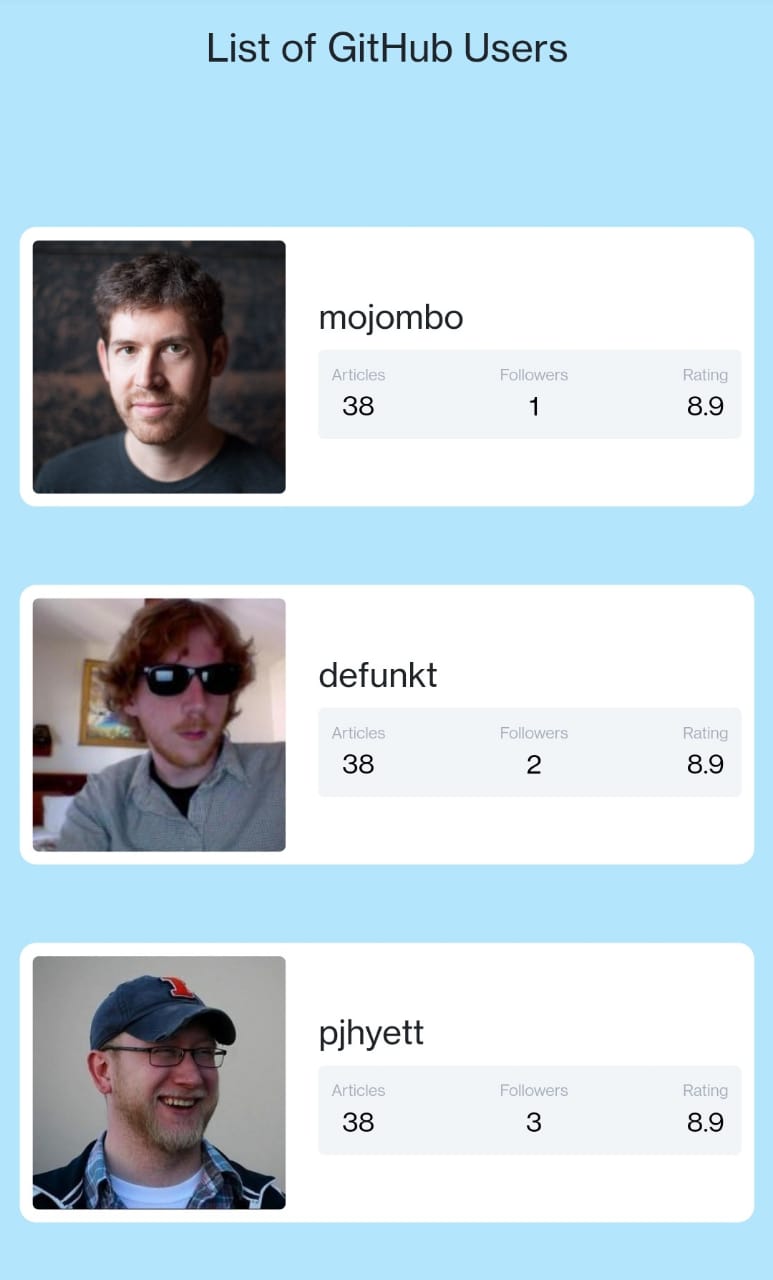 List of GitHub Users
mojombo
Articles Followers Rating
38 1 8.9
defunkt
Articles Followers Rating
38 2 8.9
pjhyett
Articles Followers Rating
38 3 8.9